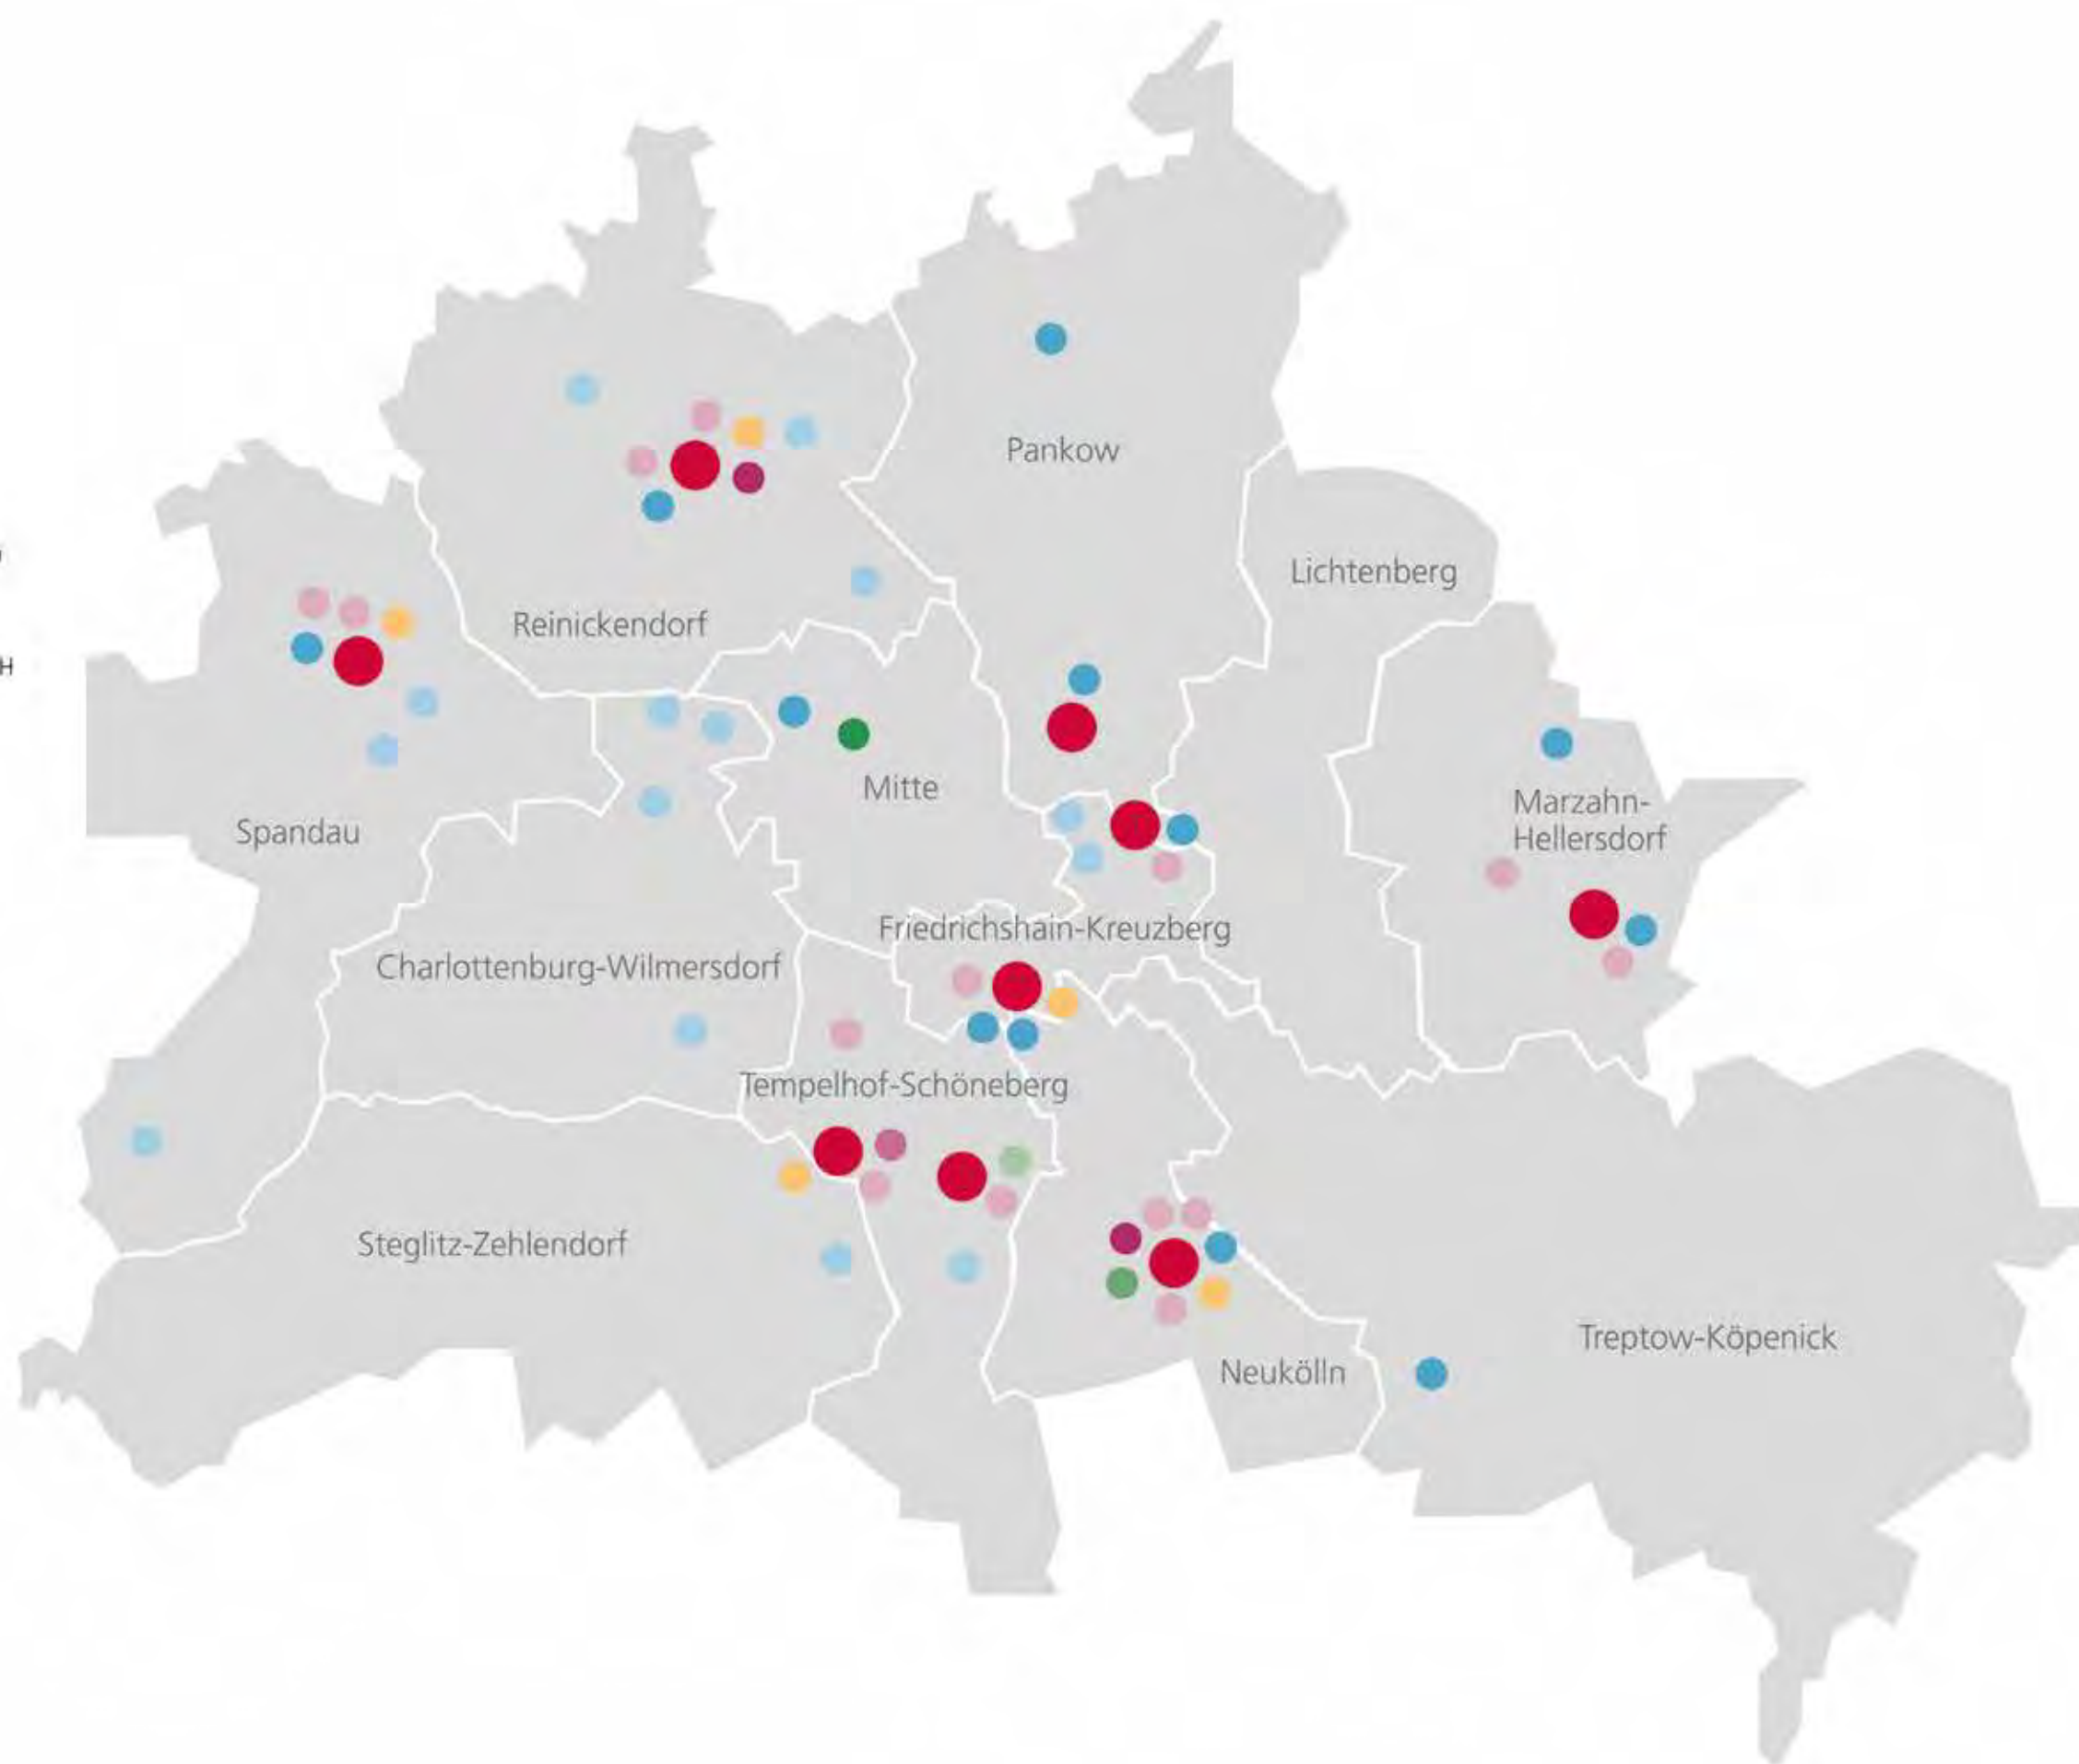 Pankow
Lichtenberg
Reinickendorf
H
Mitte
Marzahn-
Hellersdorf
Spandau
Friedrichshain-Kreuzberg
Charlottenburg-Wilmersdorf
Tempelhof-Schöneberg
Steglitz-Zehlendorf
Treptow-Köpenick
Neukölln